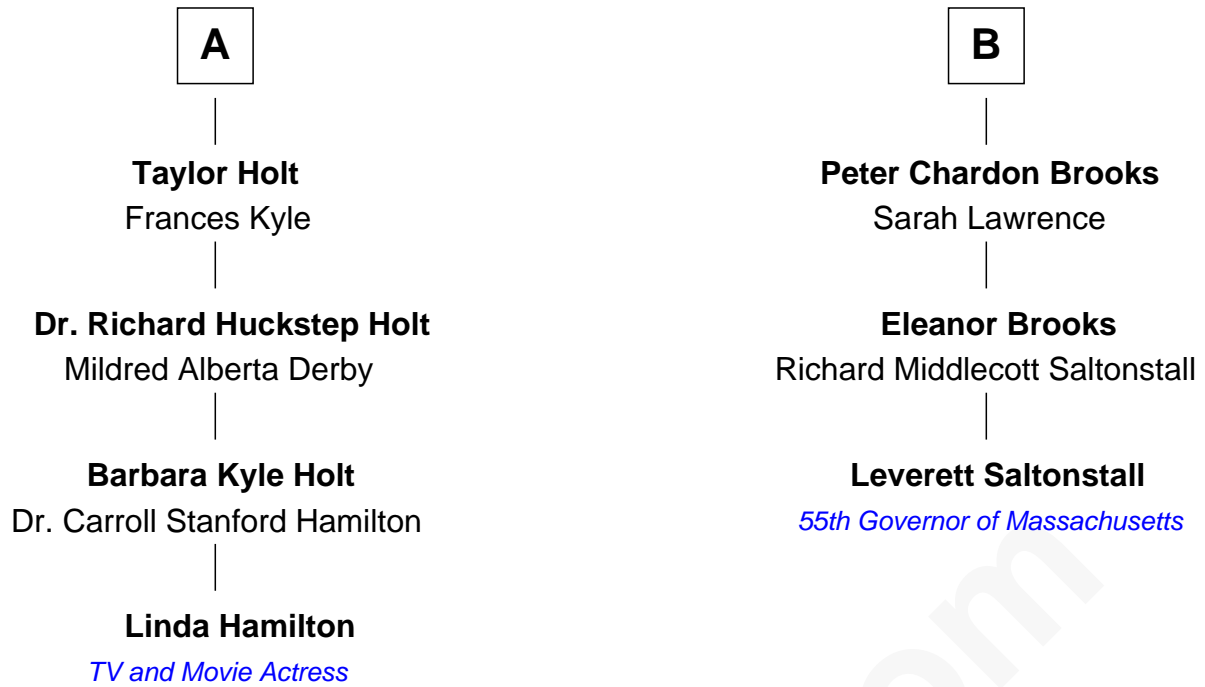 A
Taylor Holt
Frances Kyle
Dr. Richard Huckstep Holt
Mildred Alberta Derby
Barbara Kyle Holt
Dr. Carroll Stanford Hamilton
Linda Hamilton
TV and Movie Actress
B
Peter Chardon Brooks
Sarah Lawrence
Eleanor Brooks
Richard Middlecott Saltonstall
Leverett Saltonstall
55th Governor of Massachusetts
om